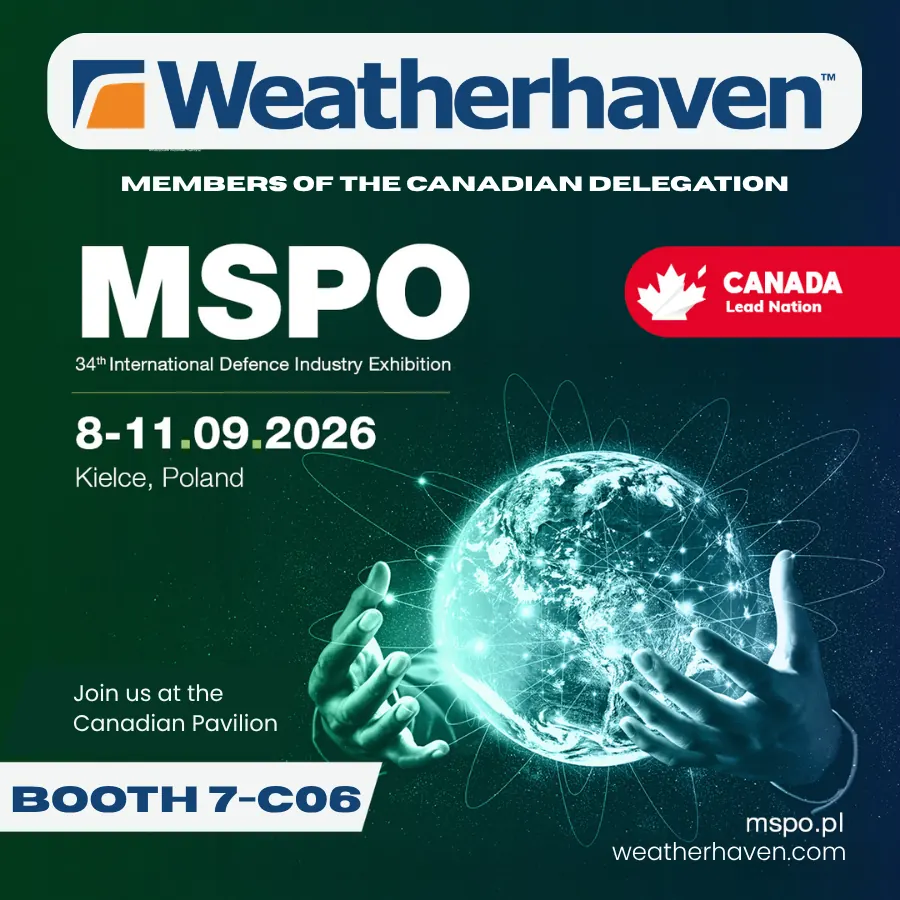 Weatherhaven™
MEMBERS OF THE CANADIAN DELEGATION
MSPO
CANADA
Lead Nation
34th International Defence Industry Exhibition
8-11.09.2026
Kielce, Poland
Join us at the
Canadian Pavilion
BOOTH 7-C06
mspo.pl
weatherhaven.com